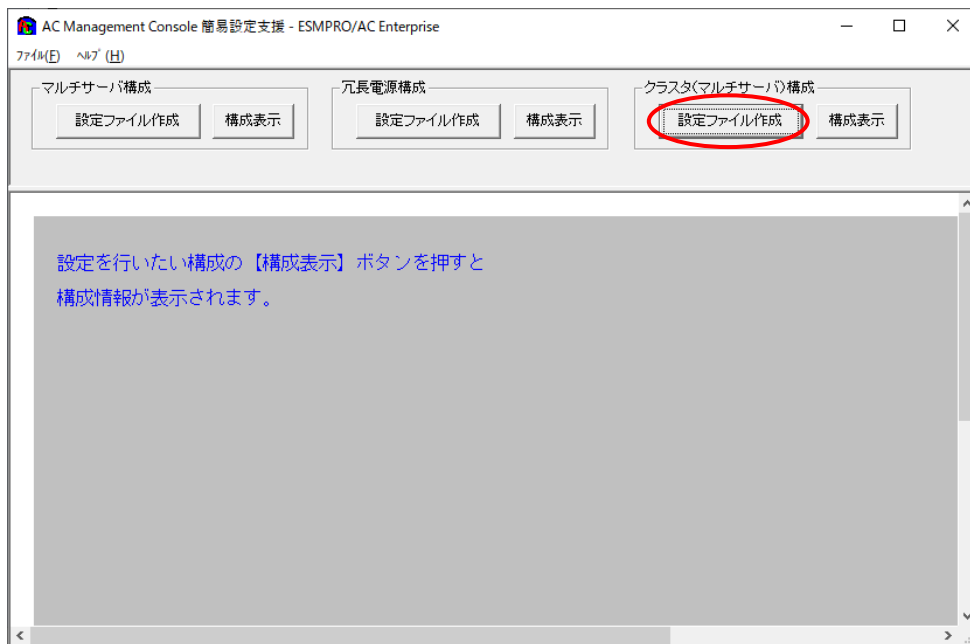 AC Management Console 簡易設定支援 - ESMPRO/AC Enterprise
ﾌｧｲﾙ(F) ﾍﾙﾌﾟ(H)
マルチサーバ構成 冗長電源構成 クラスタ(マルチサーバ)構成
設定ファイル作成 構成表示 設定ファイル作成 構成表示 設定ファイル作成 構成表示
設定を行いたい構成の【構成表示】ボタンを押すと
構成情報が表示されます。